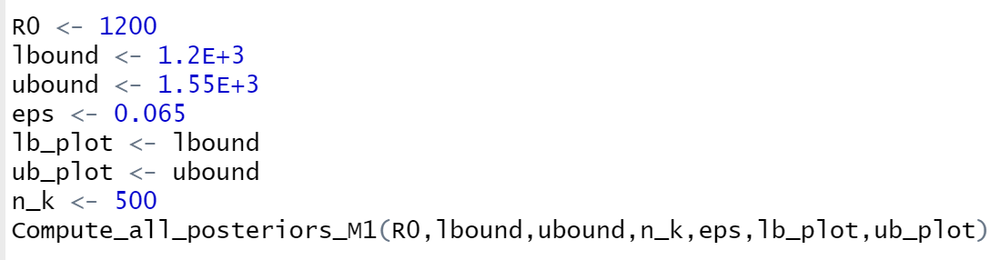 R0 <- 1200
lbound <- 1.2E+3
ubound <- 1.55E+3
eps <- 0.065
lb_plot <- lbound
ub_plot <- ubound
n_k <- 500
Compute_all_posteriors_M1(R0,lbound,ubound,n_k,eps,lb_plot,ub_plot)